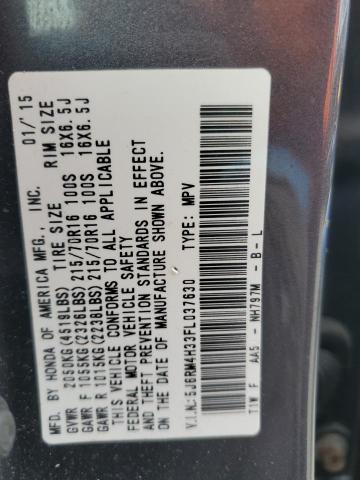 MFD. BY HONDA OF AMERICA MFG., INC. 01/'15
TIRE SIZE RIM SIZE
GVWR 2050KG(4519LBS)
GAWR F 1055KG(2326LBS) 215/70R16 100S 16X6.5J
GAWR R 1015KG(2238LBS) 215/70R16 100S 16X6.5J
THIS VEHICLE CONFORMS TO ALL APPLICABLE
FEDERAL MOTOR VEHICLE SAFETY
AND THEFT PREVENTION STANDARDS IN EFFECT
ON THE DATE OF MANUFACTURE SHOWN ABOVE.
V.I.N.:5J6RM4H33FL037630 TYPE: MPV
TIW F AA5- NH797M -B-L